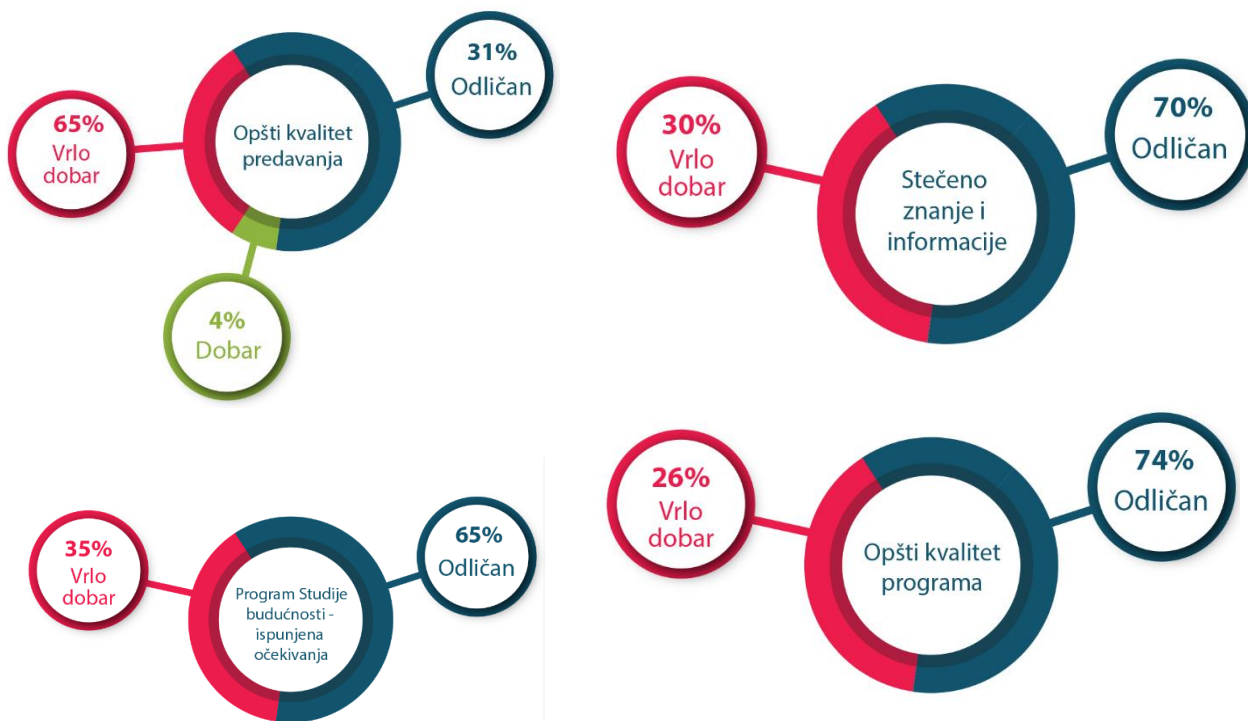 65%
Vrlo
dobar
Opšti kvalitet
predavanja
31%
Odličan
4%
Dobar
30%
Vrlo
dobar
Stečeno
znanje i
informacije
70%
Odličan
35%
Vrlo
dobar
Program Studije
budućnosti -
ispunjena
očekivanja
65%
Odličan
26%
Vrlo
dobar
Opšti kvalitet
programa
74%
Odličan